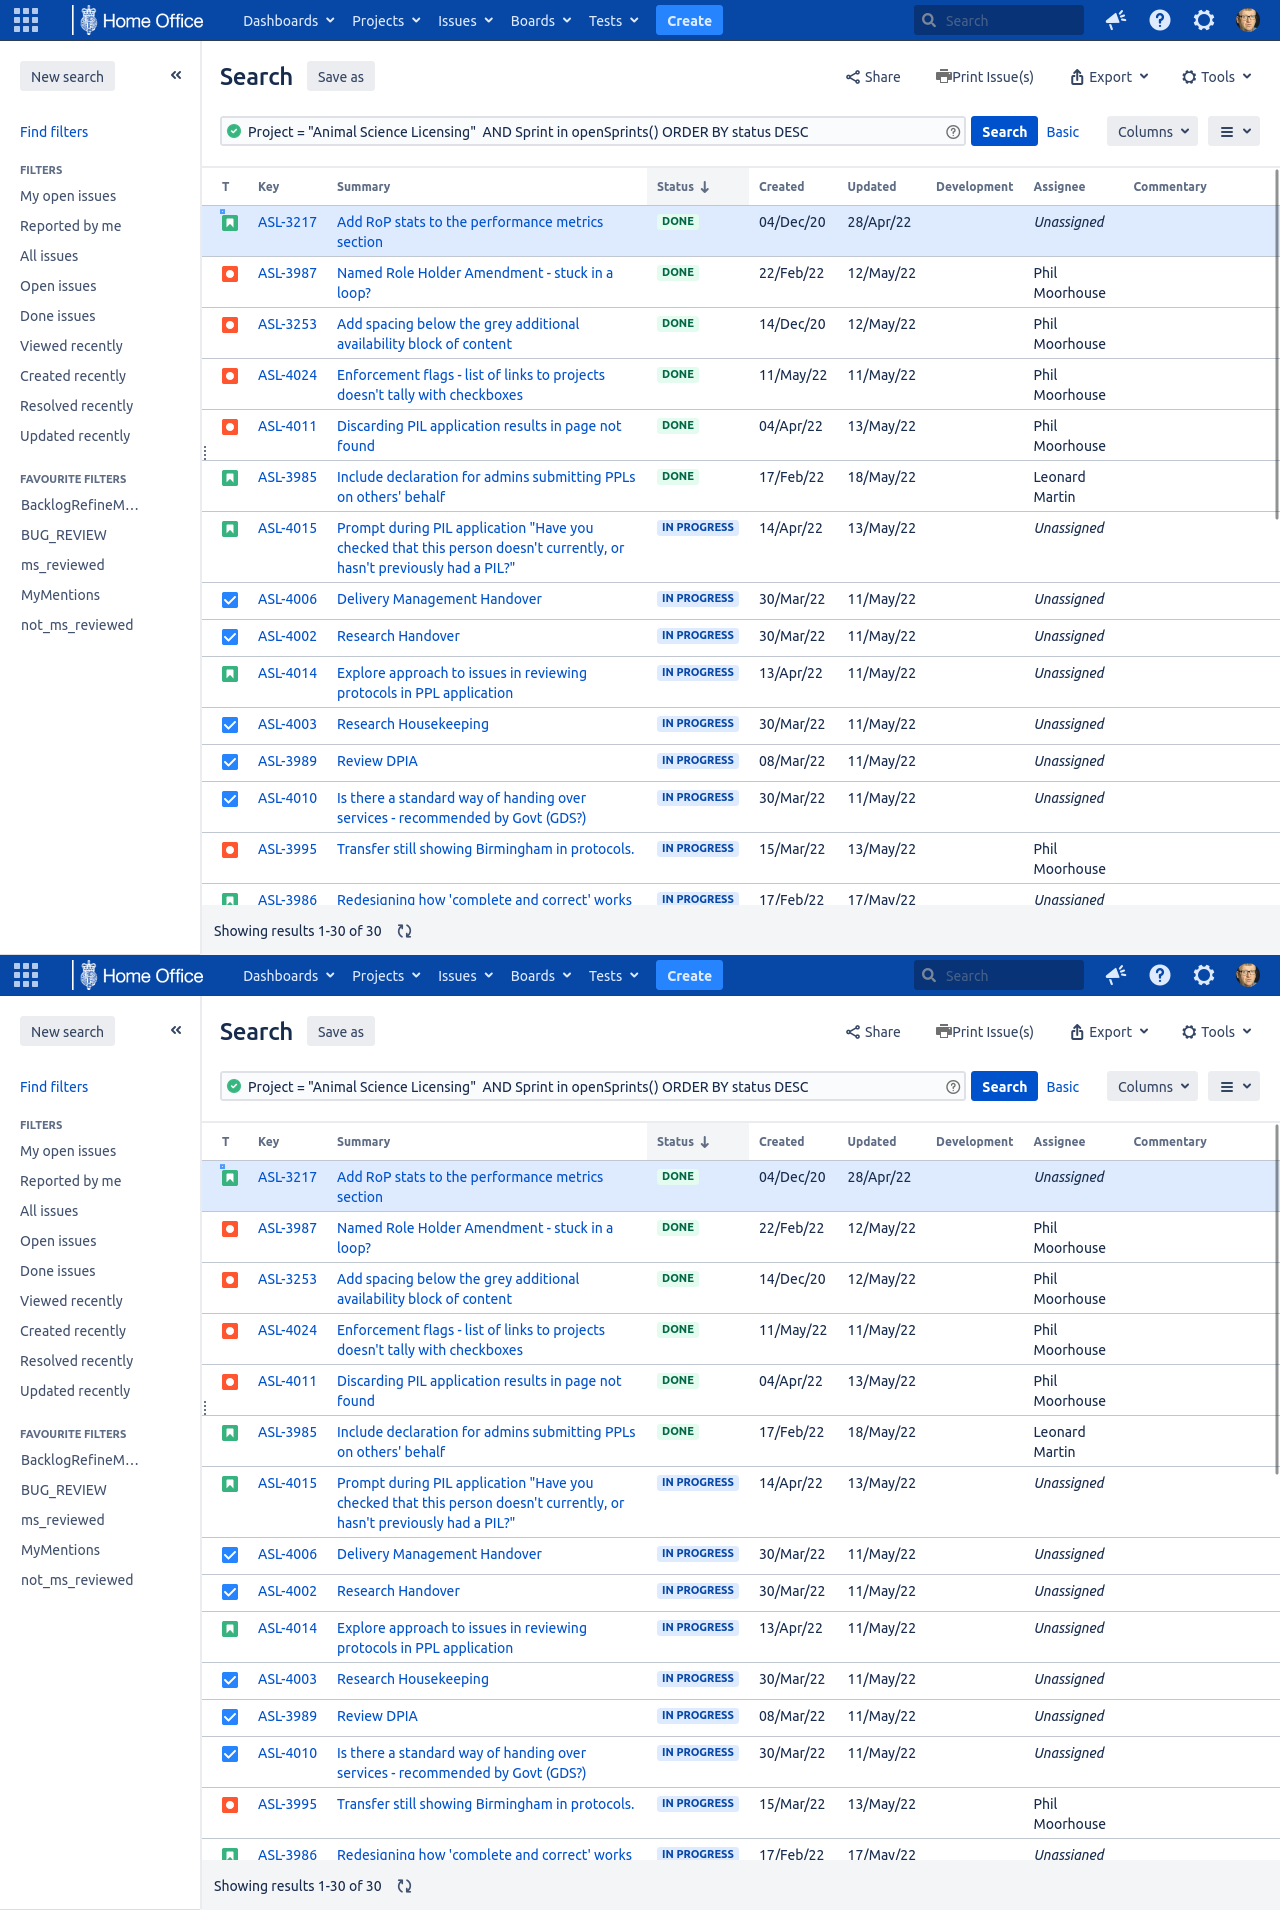 Home Office Dashboards Projects Issues Boards Tests Create Search
New search
Search Save as Share Print Issue(s) Export Tools
Find filters
Project = "Animal Science Licensing" AND Sprint in openSprints() ORDER BY status DESC Search Basic Columns
FILTERS
My open issues
Reported by me
All issues
Open issues
Done issues
Viewed recently
Created recently
Resolved recently
Updated recently
FAVOURITE FILTERS
BacklogRefineM...
BUG_REVIEW
ms_reviewed
MyMentions
not_ms_reviewed
T Key Summary Status Created Updated Development Assignee Commentary
ASL-3217 Add RoP stats to the performance metrics DONE 04/Dec/20 28/Apr/22 Unassigned
section
ASL-3987 Named Role Holder Amendment - stuck in a DONE 22/Feb/22 12/May/22 Phil
loop? Moorhouse
ASL-3253 Add spacing below the grey additional DONE 14/Dec/20 12/May/22 Phil
availability block of content Moorhouse
ASL-4024 Enforcement flags - list of links to projects DONE 11/May/22 11/May/22 Phil
doesn't tally with checkboxes Moorhouse
ASL-4011 Discarding PIL application results in page not DONE 04/Apr/22 13/May/22 Phil
found Moorhouse
ASL-3985 Include declaration for admins submitting PPLs DONE 17/Feb/22 18/May/22 Leonard
on others' behalf Martin
ASL-4015 Prompt during PIL application "Have you IN PROGRESS 14/Apr/22 13/May/22 Unassigned
checked that this person doesn't currently, or
hasn't previously had a PIL?"
ASL-4006 Delivery Management Handover IN PROGRESS 30/Mar/22 11/May/22 Unassigned
ASL-4002 Research Handover IN PROGRESS 30/Mar/22 11/May/22 Unassigned
ASL-4014 Explore approach to issues in reviewing IN PROGRESS 13/Apr/22 11/May/22 Unassigned
protocols in PPL application
ASL-4003 Research Housekeeping IN PROGRESS 30/Mar/22 11/May/22 Unassigned
ASL-3989 Review DPIA IN PROGRESS 08/Mar/22 11/May/22 Unassigned
ASL-4010 Is there a standard way of handing over IN PROGRESS 30/Mar/22 11/May/22 Unassigned
services - recommended by Govt (GDS?)
ASL-3995 Transfer still showing Birmingham in protocols. IN PROGRESS 15/Mar/22 13/May/22 Phil
Moorhouse
ASL-3986 Redesigning how 'complete and correct' works IN PROGRESS 17/Feb/22 17/May/22 Unassigned
Showing results 1-30 of 30
Home Office Dashboards Projects Issues Boards Tests Create Search
New search
Search Save as Share Print Issue(s) Export Tools
Find filters
Project = "Animal Science Licensing" AND Sprint in openSprints() ORDER BY status DESC Search Basic Columns
FILTERS
My open issues
Reported by me
All issues
Open issues
Done issues
Viewed recently
Created recently
Resolved recently
Updated recently
FAVOURITE FILTERS
BacklogRefineM...
BUG_REVIEW
ms_reviewed
MyMentions
not_ms_reviewed
T Key Summary Status Created Updated Development Assignee Commentary
ASL-3217 Add RoP stats to the performance metrics DONE 04/Dec/20 28/Apr/22 Unassigned
section
ASL-3987 Named Role Holder Amendment - stuck in a DONE 22/Feb/22 12/May/22 Phil
loop? Moorhouse
ASL-3253 Add spacing below the grey additional DONE 14/Dec/20 12/May/22 Phil
availability block of content Moorhouse
ASL-4024 Enforcement flags - list of links to projects DONE 11/May/22 11/May/22 Phil
doesn't tally with checkboxes Moorhouse
ASL-4011 Discarding PIL application results in page not DONE 04/Apr/22 13/May/22 Phil
found Moorhouse
ASL-3985 Include declaration for admins submitting PPLs DONE 17/Feb/22 18/May/22 Leonard
on others' behalf Martin
ASL-4015 Prompt during PIL application "Have you IN PROGRESS 14/Apr/22 13/May/22 Unassigned
checked that this person doesn't currently, or
hasn't previously had a PIL?"
ASL-4006 Delivery Management Handover IN PROGRESS 30/Mar/22 11/May/22 Unassigned
ASL-4002 Research Handover IN PROGRESS 30/Mar/22 11/May/22 Unassigned
ASL-4014 Explore approach to issues in reviewing IN PROGRESS 13/Apr/22 11/May/22 Unassigned
protocols in PPL application
ASL-4003 Research Housekeeping IN PROGRESS 30/Mar/22 11/May/22 Unassigned
ASL-3989 Review DPIA IN PROGRESS 08/Mar/22 11/May/22 Unassigned
ASL-4010 Is there a standard way of handing over IN PROGRESS 30/Mar/22 11/May/22 Unassigned
services - recommended by Govt (GDS?)
ASL-3995 Transfer still showing Birmingham in protocols. IN PROGRESS 15/Mar/22 13/May/22 Phil
Moorhouse
ASL-3986 Redesigning how 'complete and correct' works IN PROGRESS 17/Feb/22 17/May/22 Unassigned
Showing results 1-30 of 30